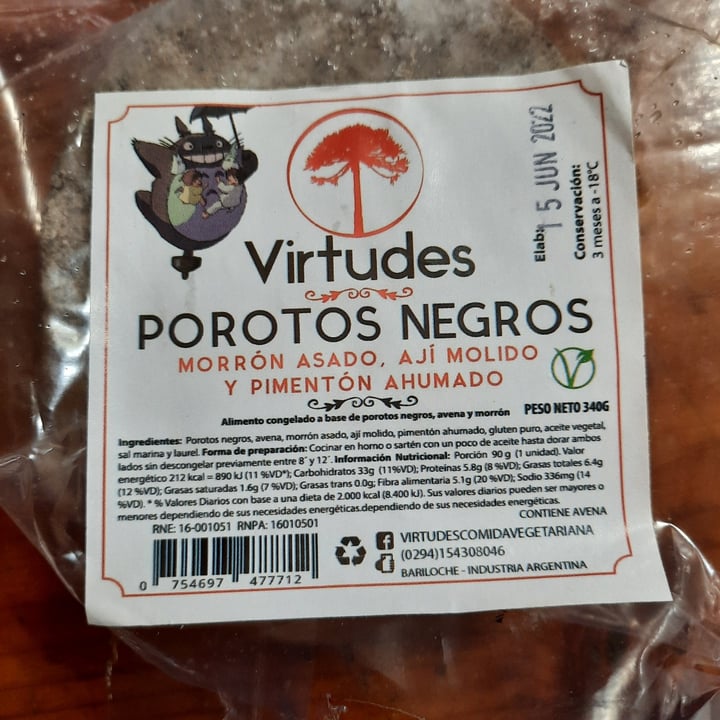 Virtudes
POROTOS NEGROS
MORRÓN ASADO, AJÍ MOLIDO
Y PIMENTÓN AHUMADO
Alimento congelado a base de porotos negros, avena y morrón PESO NETO 340G
Ingredientes: Porotos negros, avena, morrón asado, ají molido, pimentón ahumado, gluten puro, aceite vegetal,
sal marina y laurel. Forma de preparación: Cocinar en horno o sartén con un poco de aceite hasta dorar ambos
lados sin descongelar previamente entre 8´ y 12´. Información Nutricional: Porción 90 g (1 unidad). Valor
energético 212 kcal = 890 kJ (11 %VD*); Carbohidratos 33g (11%VD); Proteínas 5.8g (8 %VD); Grasas totales 6.4g
(12 %VD); Grasas saturadas 1.6g (7 %VD); Grasas trans 0.0g; Fibra alimentaria 5.1g (20 %VD); Sodio 336mg (14
%VD). * % Valores Diarios con base a una dieta de 2.000 kcal (8.400 kJ). Sus valores diarios pueden ser mayores o
menores dependiendo de sus necesidades energéticas.dependiendo de sus necesidades energéticas.
CONTIENE AVENA
RNE: 16-001051 RNPA: 16010501
0 754697 477712
VIRTUDESCOMIDAVEGETARIANA
(0294)154308046
BARILOCHE - INDUSTRIA ARGENTINA
Elab: 15 JUN 2022
Conservación:
3 meses a -18°C
V